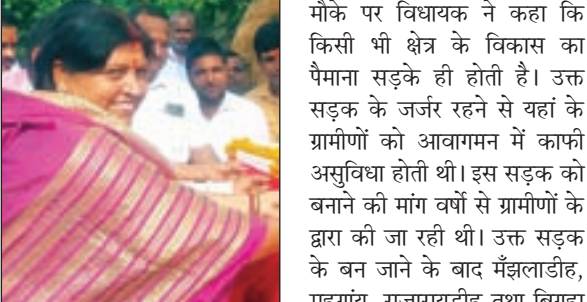 मौके पर विधायक ने कहा कि
किसी भी क्षेत्र के विकास का
पैमाना सड़के ही होती है। उक्त
सड़क के जर्जर रहने से यहां के
ग्रामीणों को आवागमन में काफी
असुविधा होती थी। इस सड़क को
बनाने की मांग वर्षो से ग्रामीणों के
द्वारा की जा रही थी। उक्त सड़क
के बन जाने के बाद मँझलाडीह,
तथा